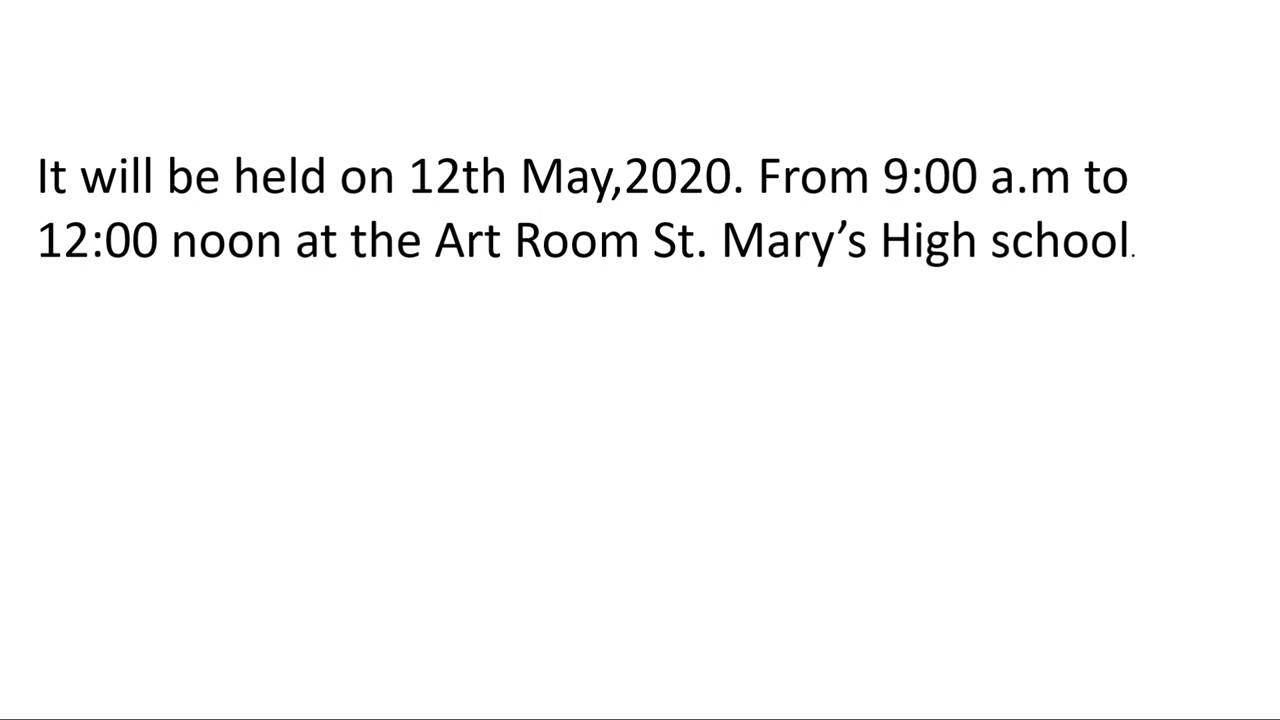 It will be held on 12th May,2020. From 9:00 a.m to
12:00 noon at the Art Room St. Mary’s High school.